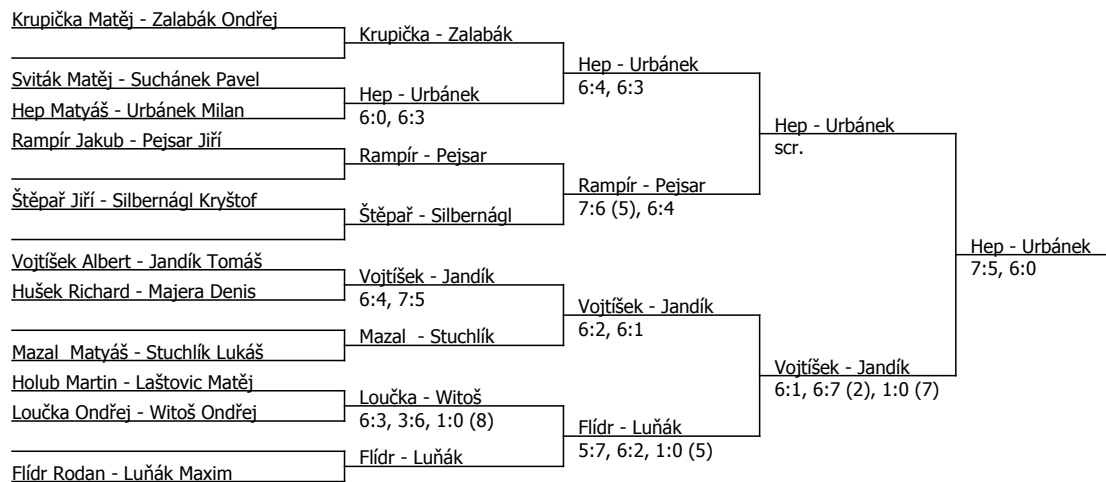 Krupička Matěj - Zalabák Ondřej
Krupička - Zalabák
Hep - Urbánek
6:4, 6:3
Sviták Matěj - Suchánek Pavel
Hep - Urbánek
6:0, 6:3
Hep Matyáš - Urbánek Milan
Hep - Urbánek
scr.
Rampír Jakub - Pejsar Jiří
Rampír - Pejsar
Rampír - Pejsar
7:6 (5), 6:4
Štěpař Jiří - Silbernágl Kryštof
Štěpař - Silbernágl
Hep - Urbánek
7:5, 6:0
Vojtíšek Albert - Jandík Tomáš
Vojtíšek - Jandík
6:4, 7:5
Hušek Richard - Majera Denis
Vojtíšek - Jandík
6:2, 6:1
Mazal  - Stuchlík
Mazal  Matyáš - Stuchlík Lukáš
Vojtíšek - Jandík
6:1, 6:7 (2), 1:0 (7)
Holub Martin - Laštovic Matěj
Loučka - Witoš
6:3, 3:6, 1:0 (8)
Loučka Ondřej - Witoš Ondřej
Flídr - Luňák
5:7, 6:2, 1:0 (5)
Flídr - Luňák
Flídr Rodan - Luňák Maxim